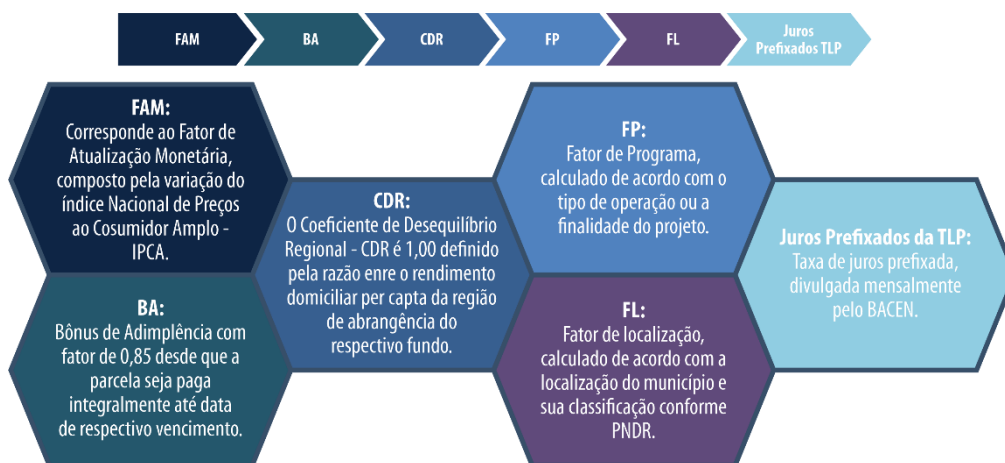 FAM
BA
CDR
FP
FL
Juros
Prefixados TLP
FAM:
Corresponde ao Fator de
Atualização Monetária,
composto pela variação do
índice Nacional de Preços
ao Cosumidor Amplo -
IPCA.
BA:
Bônus de Adimplência com
fator de 0,85 desde que a
parcela seja paga
integralmente até data
de respectivo vencimento.
CDR:
O Coeficiente de Desequilíbrio
Regional - CDR é 1,00 definido
pela razão enre o rendimento
domiciliar per capta da região
de abrangência do
respectivo fundo.
FP:
Fator de Programa,
calculado de acordo com o
tipo de operação ou a
finalidade do projeto.
FL:
Fator de localização,
calculado de acordo com a
localização do município e
sua classificação conforme
PNDR.
Juros Prefixados da TLP:
Taxa de juros prefixada,
divulgada mensalmente
pelo BACEN.